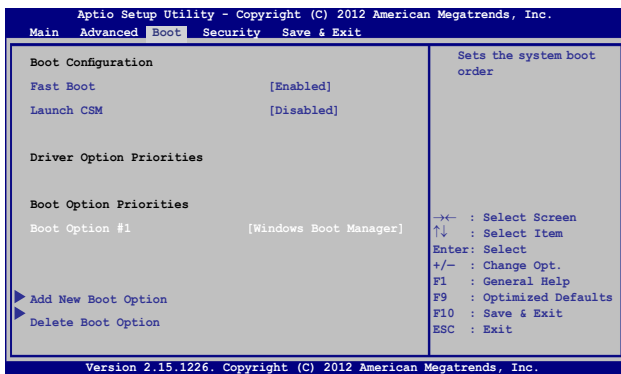 Aptio Setup Utility - Copyright (C) 2012 American Megatrends, Inc.
Main Advanced Boot Security Save & Exit
Boot Configuration
Fast Boot [Enabled]
Launch CSM [Disabled]
Driver Option Priorities
Boot Option Priorities
Boot Option #1 [Windows Boot Manager]
Add New Boot Option
Delete Boot Option
Sets the system boot
order
→← : Select Screen
↑↓ : Select Item
Enter: Select
+/— : Change Opt.
F1 : General Help
F9 : Optimized Defaults
F10 : Save & Exit
ESC : Exit
Version 2.15.1226. Copyright (C) 2012 American Megatrends, Inc.